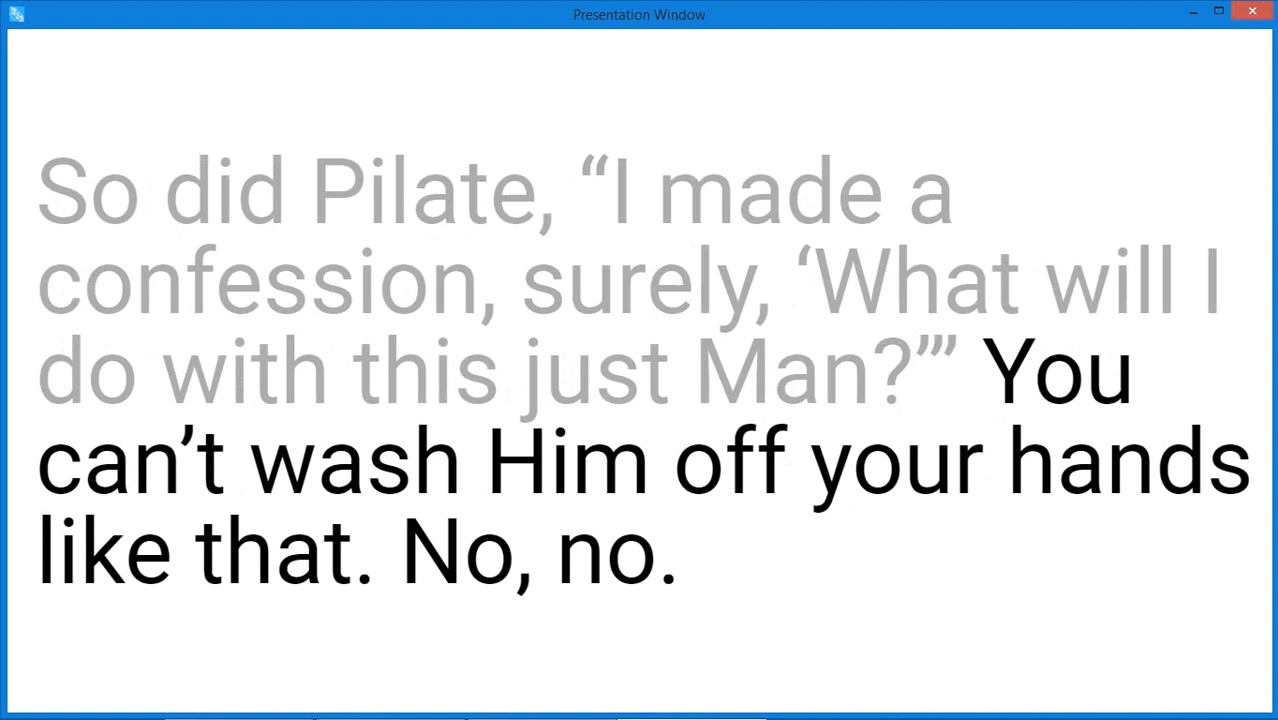 Presentation Window
So did Pilate, “I made a
confession, surely, ‘What will I
do with this just Man?’” You
can’t wash Him off your hands
like that. No, no.